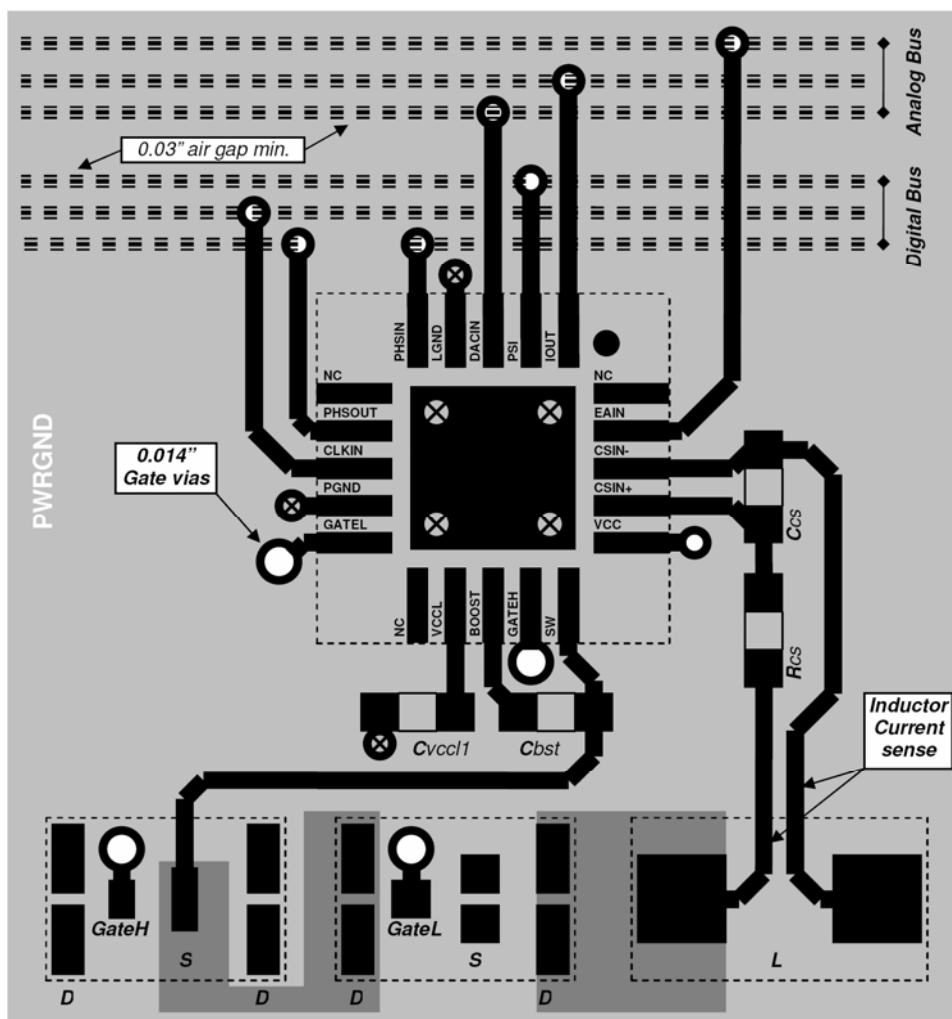 Analog Bus
0.03" air gap min.
Digital Bus
PHSIN
LGND
DACIN
PSI
IOUT
NC
NC
PHSOUT
EAIN
CLKIN
CSIN-
PGND
CSIN+
GATEL
VCC
PWRGND
0.014"
Gate vias
Ccs
NC
VCCL
BOOST
GATEH
SW
Rcs
Inductor
Current
sense
Cvccl1
Cbst
GateH
S
GateL
S
L
D
D
D
D